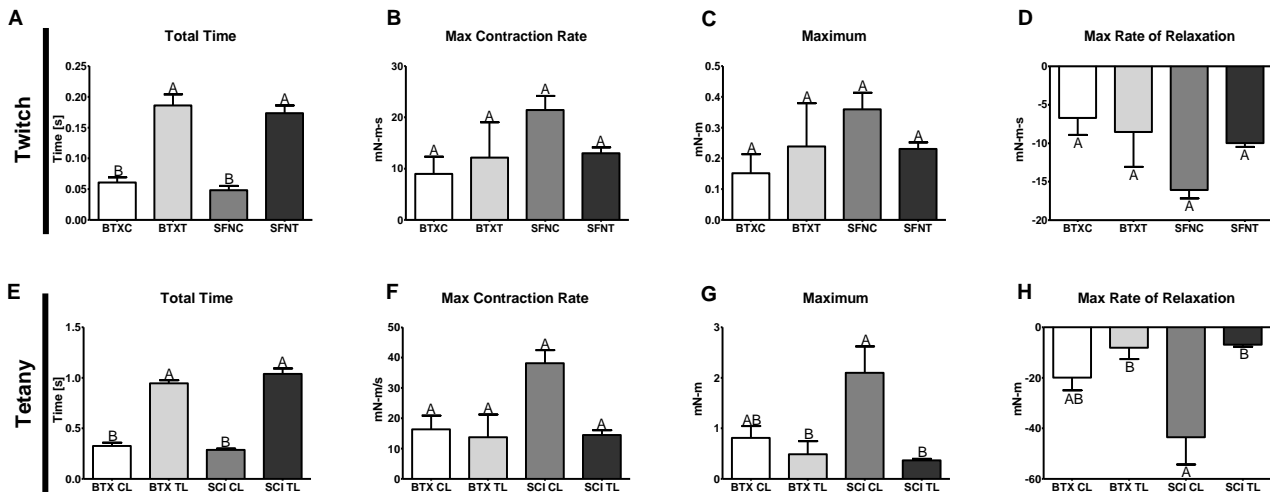 A
Total Time
Twitch
Time [s]
0.25
0.20
0.15
0.10
0.05
0.00
B
A
B
A
BTXC
BTXT
SFNC
SFNT
B
Max Contraction Rate
mN-m-s
30
20
10
0
A
A
A
A
BTXC
BTXT
SFNC
SFNT
C
Maximum
mN-m
0.5
0.4
0.3
0.2
0.1
0.0
A
A
A
A
BTXC
BTXT
SFNC
SFNT
D
Max Rate of Relaxation
mN-m-s
0
-5
-10
-15
-20
A
A
A
A
BTXC
BTXT
SFNC
SFNT
E
Total Time
Tetany
Time [s]
1.5
1.0
0.5
0.0
B
A
B
A
BTX CL
BTX TL
SCI CL
SCI TL
F
Max Contraction Rate
mN-m/s
50
40
30
20
10
0
A
A
A
A
BTX CL
BTX TL
SCI CL
SCI TL
G
Maximum
mN-m
3
2
1
0
AB
B
A
B
BTX CL
BTX TL
SCI CL
SCI TL
H
Max Rate of Relaxation
mN-m
0
-20
-40
-60
AB
B
A
B
BTX CL
BTX TL
SCI CL
SCI TL